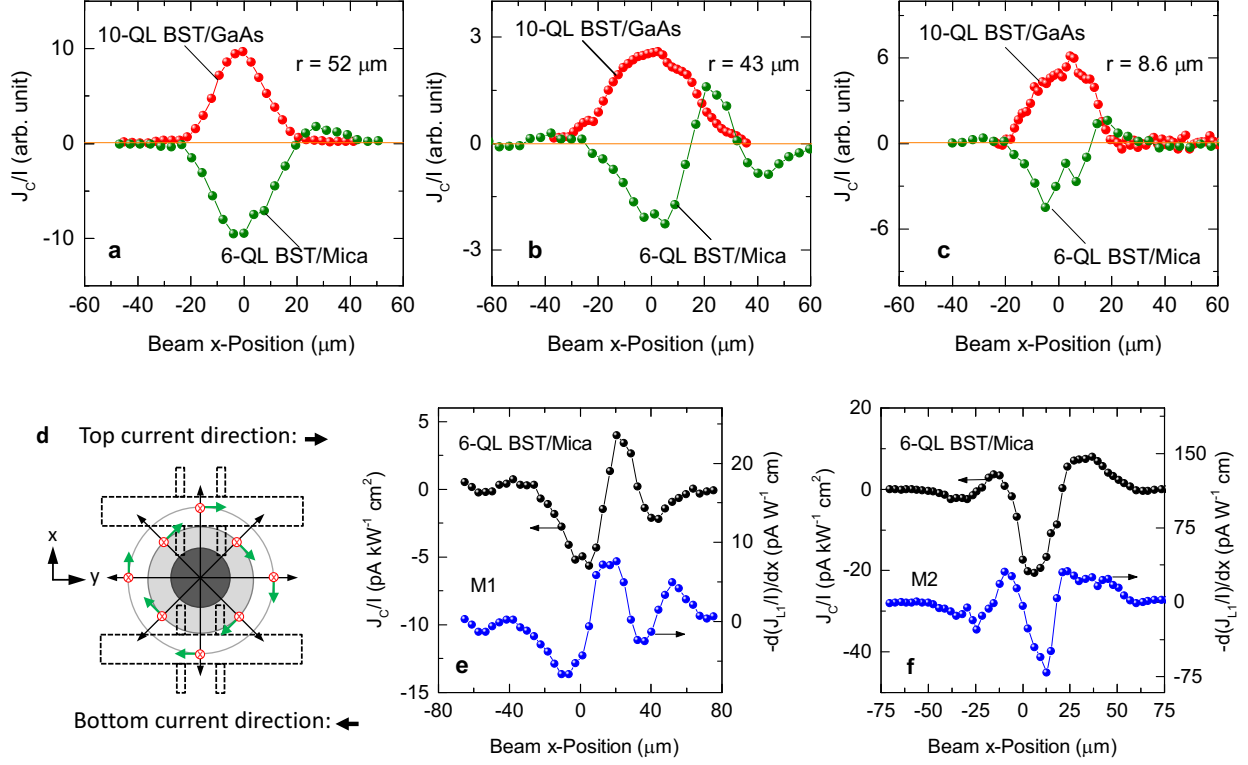 10-QL BST/GaAs
r = 52 μm
6-QL BST/Mica
a
10
0
-10
J_C/I (arb. unit)
-60 -40 -20 0 20 40 60
Beam x-Position (μm)
10-QL BST/GaAs
r = 43 μm
6-QL BST/Mica
b
3
0
-3
J_C/I (arb. unit)
-60 -40 -20 0 20 40 60
Beam x-Position (μm)
10-QL BST/GaAs
r = 8.6 μm
6-QL BST/Mica
c
6
0
-6
J_C/I (arb. unit)
-60 -40 -20 0 20 40 60
Beam x-Position (μm)
d Top current direction:
x
y
Bottom current direction:
6-QL BST/Mica
M1
e
5
0
-5
-10
-15
J_C/I (pA kW⁻¹ cm²)
20
10
0
-d(J_L1/I)/dx (pA W⁻¹ cm)
-80 -40 0 40 80
Beam x-Position (μm)
6-QL BST/Mica
M2
f
20
0
-20
-40
J_C/I (pA kW⁻¹ cm²)
150
75
0
-75
-d(J_L1/I)/dx (pA W⁻¹ cm)
-75 -50 -25 0 25 50 75
Beam x-Position (μm)